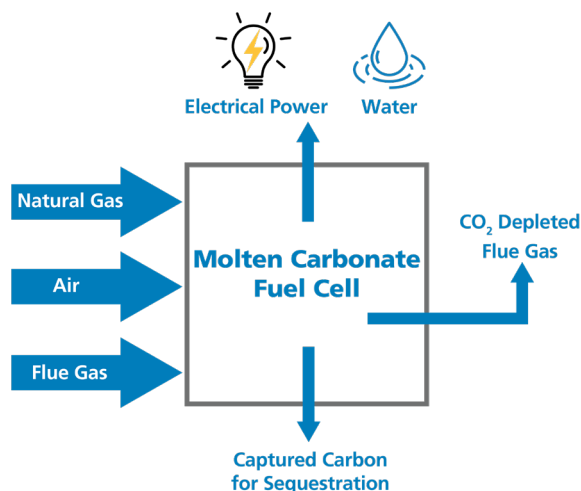 Electrical Power
Water
Natural Gas
Air
Flue Gas
Molten Carbonate
Fuel Cell
CO₂ Depleted
Flue Gas
Captured Carbon
for Sequestration